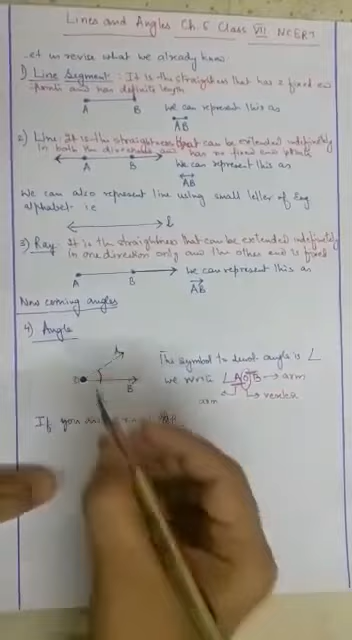 Lines and Angles Ch.5 Class VII NCERT
et us revise what we already know
1) Line Segment : It is the straightness that has 2 fixed end
points and has definite length
A B we can represent this as
AB
2) Line: It is the straightness that can be extended indefinitely
in both the directions and has no fixed end points
A B we can represent this as
AB
We can also represent line using small letter of Eng
alphabet i.e
l
3) Ray It is the straightness that can be extended indefinitely
in one direction only and the other end is fixed
A B we can represent this as
AB
Now coming angles
4) Angle
A
The symbol to angle is ∠
B
we write ∠AOB → arm
arm vertex
If you